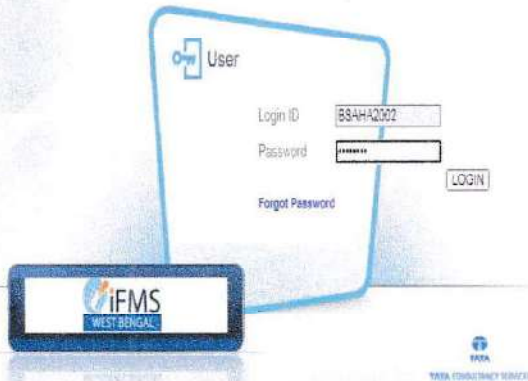 User
Login ID BSAHA2002
Password ••••••••
LOGIN
Forgot Password
iFMS
WEST BENGAL
TATA
TATA CONSULTANCY SERVICES